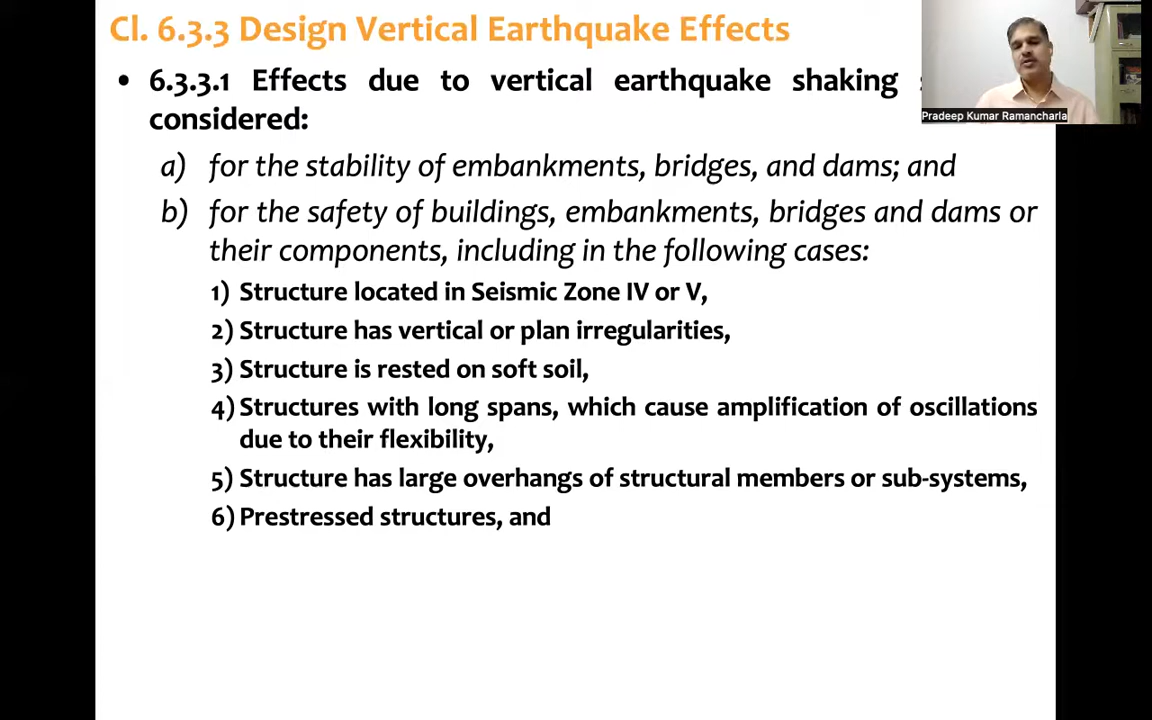 Cl. 6.3.3 Design Vertical Earthquake Effects
• 6.3.3.1 Effects due to vertical earthquake shaking
considered:
a) for the stability of embankments, bridges, and dams; and
b) for the safety of buildings, embankments, bridges and dams or
their components, including in the following cases:
1) Structure located in Seismic Zone IV or V,
2) Structure has vertical or plan irregularities,
3) Structure is rested on soft soil,
4) Structures with long spans, which cause amplification of oscillations
due to their flexibility,
5) Structure has large overhangs of structural members or sub-systems,
6) Prestressed structures, and
Pradeep Kumar Ramancharla